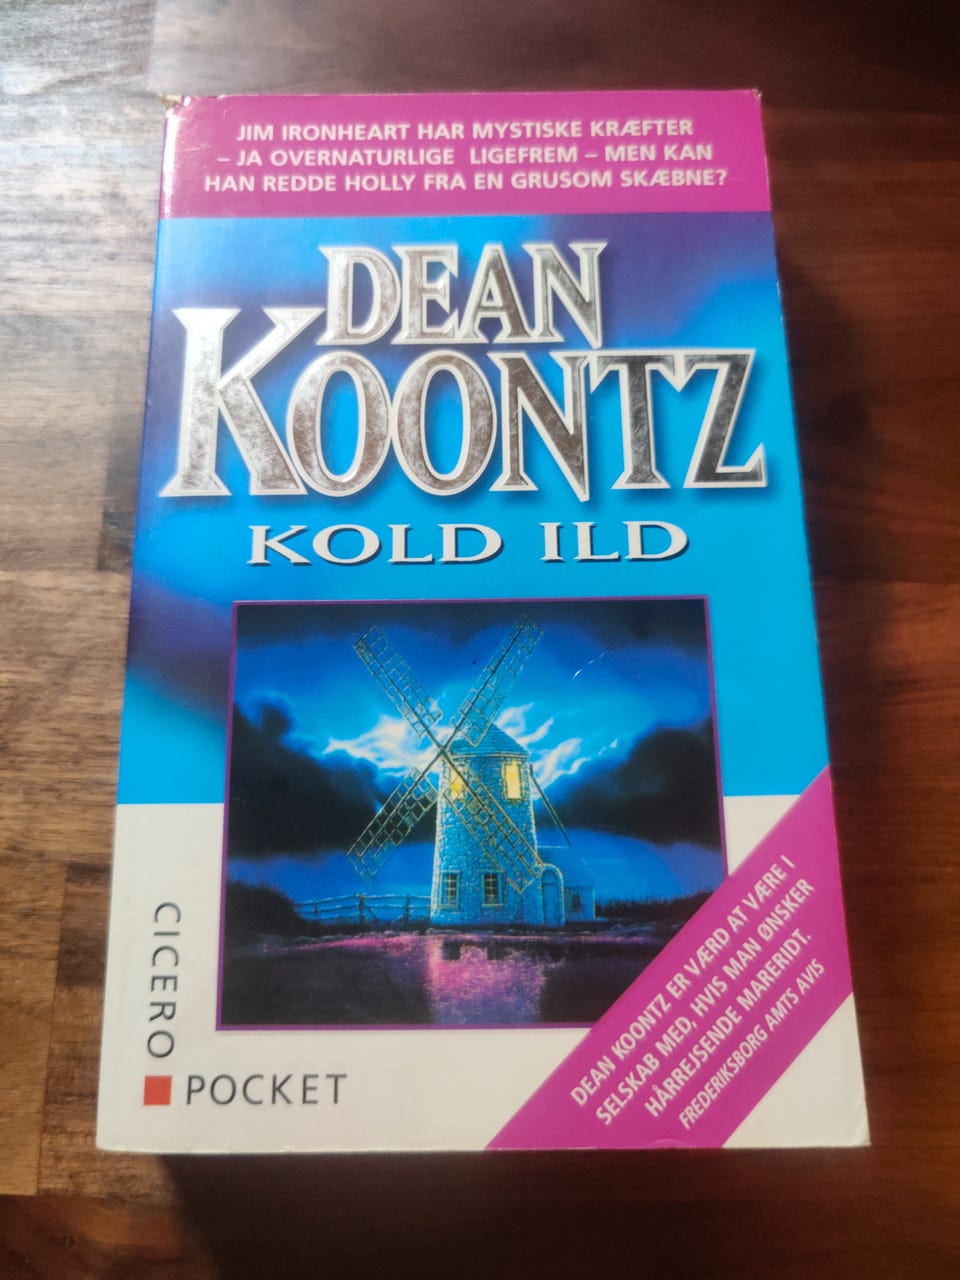 JIM IRONHEART HAR MYSTISKE KRÆFTER
– JA OVERNATURLIGE LIGEFREM – MEN KAN
HAN REDDE HOLLY FRA EN GRUSOM SKÆBNE?
DEAN
KOONTZ
KOLD ILD
CICERO
POCKET
DEAN KOONTZ ER VÆRD AT VÆRE I
SELSKAB MED, HVIS MAN ØNSKER
HÅRREJSENDE MARERIDT.
FREDERIKSBORG AMTS AVIS